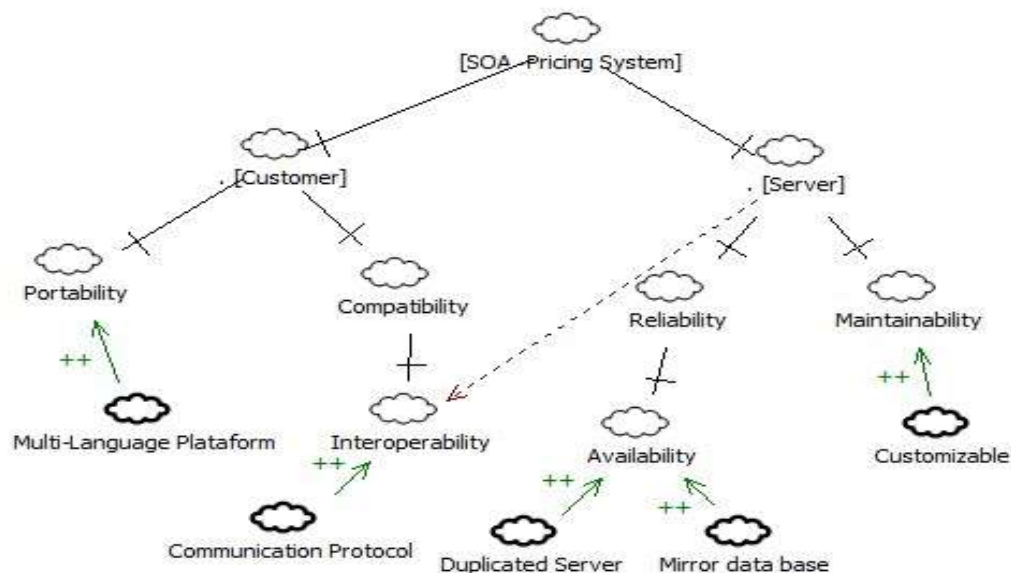 [SOA Pricing System]
. [Customer]
. [Server]
Portability
Compatibility
Reliability
Maintainability
++
++
Multi-Language Plataform
Interoperability
Availability
Customizable
++
++
++
Communication Protocol
Duplicated Server
Mirror data base